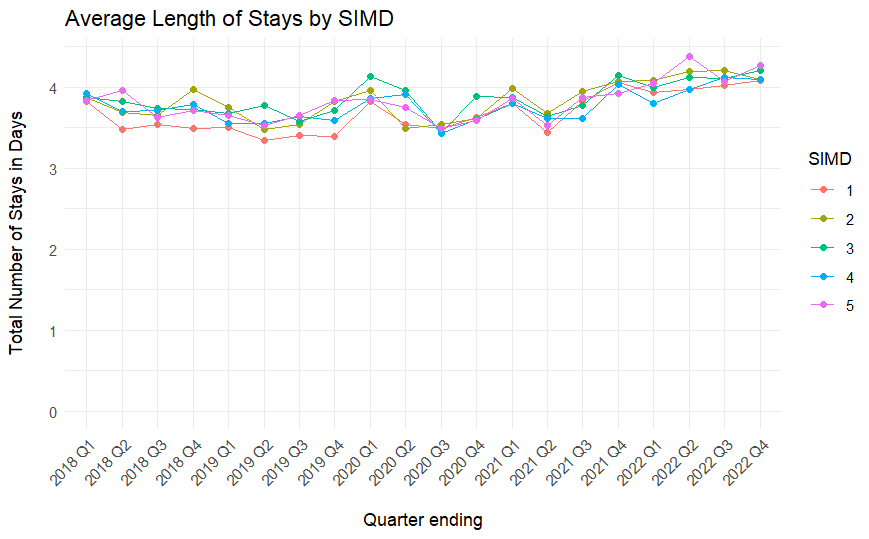 Average Length of Stays by SIMD
Total Number of Stays in Days
4
3
2
1
0
2018 Q1
2018 Q2
2018 Q3
2018 Q4
2019 Q1
2019 Q2
2019 Q3
2019 Q4
2020 Q1
2020 Q2
2020 Q3
2020 Q4
2021 Q1
2021 Q2
2021 Q3
2021 Q4
2022 Q1
2022 Q2
2022 Q3
2022 Q4
Quarter ending
SIMD
1
2
3
4
5